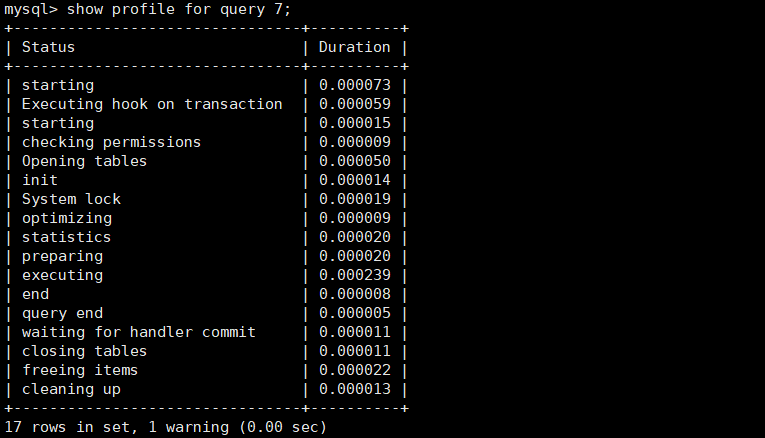 mysql> show profile for query 7;
+--------------------------------+----------+
| Status                         | Duration |
+--------------------------------+----------+
| starting                       | 0.000073 |
| Executing hook on transaction  | 0.000059 |
| starting                       | 0.000015 |
| checking permissions           | 0.000009 |
| Opening tables                 | 0.000050 |
| init                           | 0.000014 |
| System lock                    | 0.000019 |
| optimizing                     | 0.000009 |
| statistics                     | 0.000020 |
| preparing                      | 0.000020 |
| executing                      | 0.000239 |
| end                            | 0.000008 |
| query end                      | 0.000005 |
| waiting for handler commit     | 0.000011 |
| closing tables                 | 0.000011 |
| freeing items                  | 0.000022 |
| cleaning up                    | 0.000013 |
+--------------------------------+----------+
17 rows in set, 1 warning (0.00 sec)